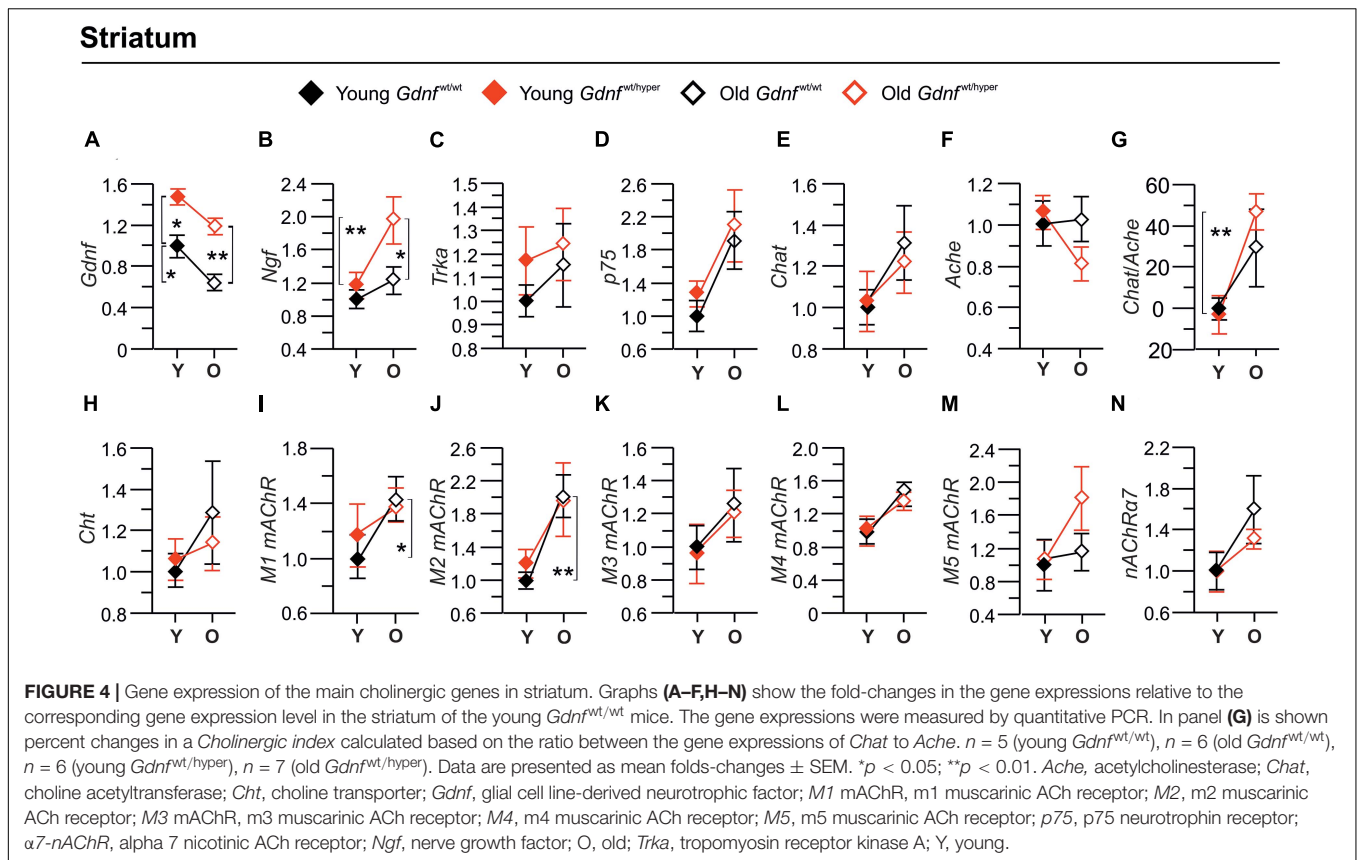 Striatum
Young Gdnf^wt/wt Young Gdnf^wt/hyper Old Gdnf^wt/wt Old Gdnf^wt/hyper
A B C D E F G
Gdnf
1.6
1.2
0.8
0.4
0
*
*
**
Y O
Ngf
2.4
2.0
1.6
1.2
0.8
0.4
**
*
Y O
Trka
1.5
1.4
1.3
1.2
1.1
1.0
0.9
0.8
Y O
p75
2.6
2.2
1.8
1.4
1.0
0.6
Y O
Chat
1.6
1.4
1.2
1.0
0.8
Y O
Ache
1.2
1.0
0.8
0.6
0.4
Y O
Chat/Ache
60
40
20
0
20
**
Y O
H I J K L M N
Cht
1.6
1.4
1.2
1.0
0.8
Y O
M1 mAChR
1.8
1.4
1.0
0.6
*
Y O
M2 mAChR
2.6
2.2
1.8
1.4
1.0
0.6
**
Y O
M3 mAChR
1.6
1.4
1.2
1.0
0.8
0.6
Y O
M4 mAChR
2.0
1.6
1.2
0.8
0.4
0
Y O
M5 mAChR
2.4
2.0
1.6
1.2
0.8
0.4
Y O
nAChRα7
2.2
1.8
1.4
1.0
0.6
Y O
FIGURE 4 | Gene expression of the main cholinergic genes in striatum. Graphs (A–F,H–N) show the fold-changes in the gene expressions relative to the
corresponding gene expression level in the striatum of the young Gdnf^wt/wt mice. The gene expressions were measured by quantitative PCR. In panel (G) is shown
percent changes in a Cholinergic index calculated based on the ratio between the gene expressions of Chat to Ache. n = 5 (young Gdnf^wt/wt), n = 6 (old Gdnf^wt/wt),
n = 6 (young Gdnf^wt/hyper), n = 7 (old Gdnf^wt/hyper). Data are presented as mean folds-changes ± SEM. *p < 0.05; **p < 0.01. Ache, acetylcholinesterase; Chat,
choline acetyltransferase; Cht, choline transporter; Gdnf, glial cell line-derived neurotrophic factor; M1 mAChR, m1 muscarinic ACh receptor; M2, m2 muscarinic
ACh receptor; M3 mAChR, m3 muscarinic ACh receptor; M4, m4 muscarinic ACh receptor; M5, m5 muscarinic ACh receptor; p75, p75 neurotrophin receptor;
α7-nAChR, alpha 7 nicotinic ACh receptor; Ngf, nerve growth factor; O, old; Trka, tropomyosin receptor kinase A; Y, young.